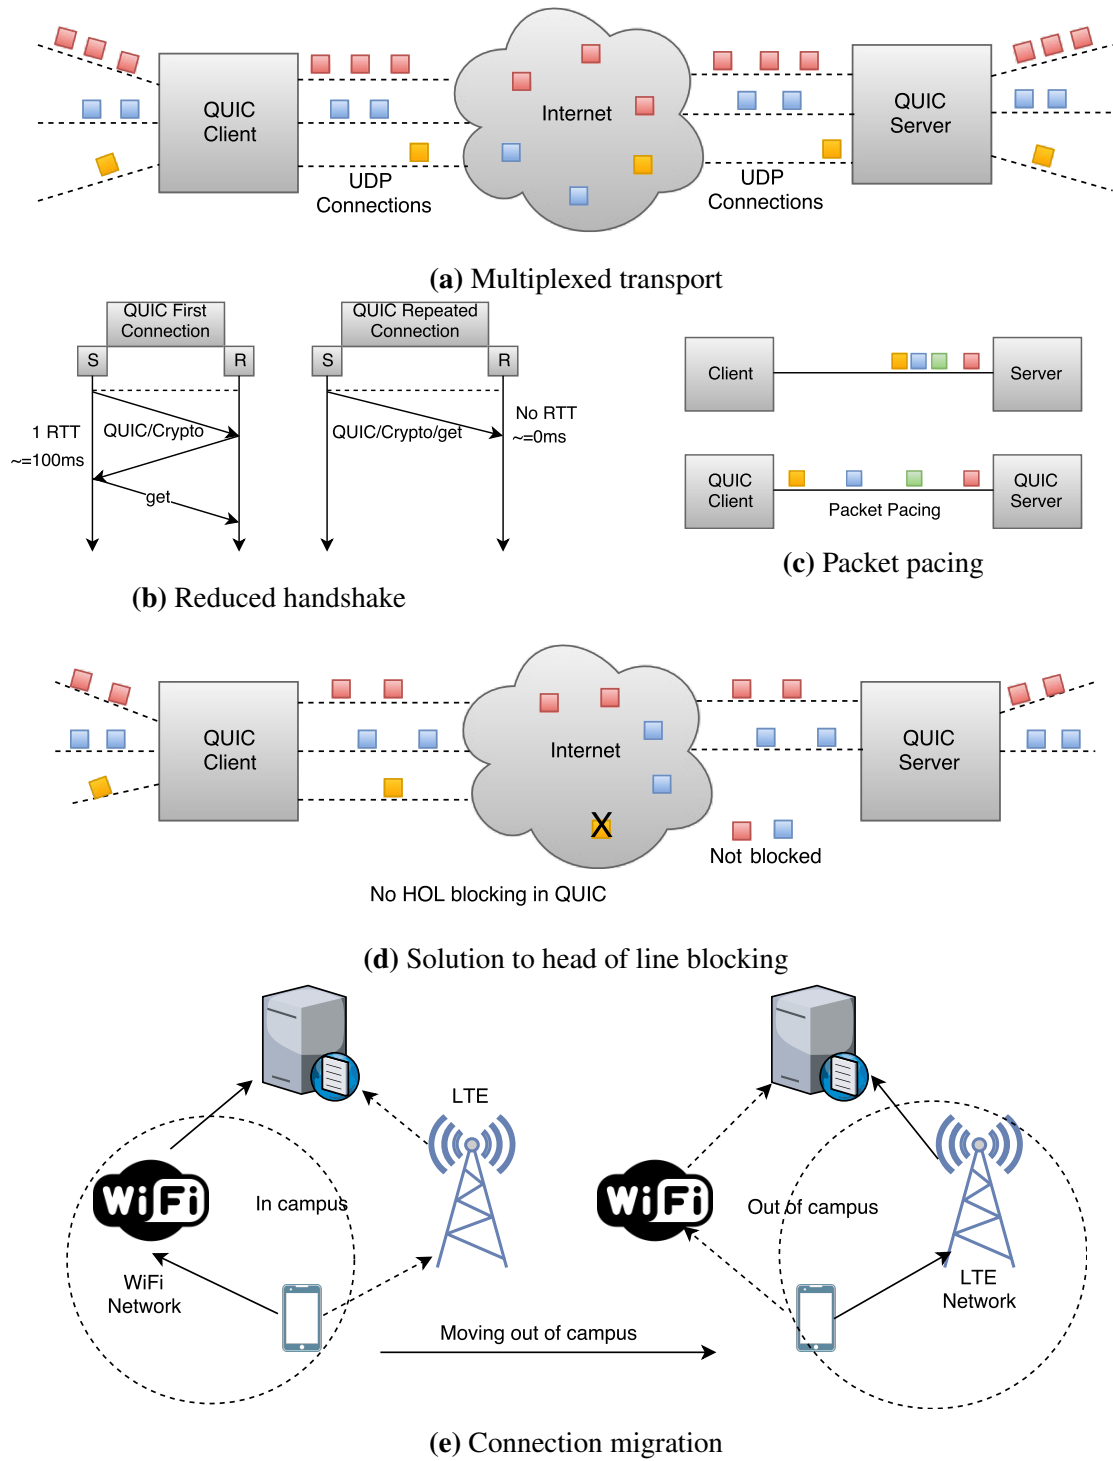 QUIC
Client
Internet
QUIC
Server
UDP
Connections
UDP
Connections
(a) Multiplexed transport
QUIC First
Connection
S
R
1 RTT
~=100ms
QUIC/Crypto
get
QUIC Repeated
Connection
S
R
QUIC/Crypto/get
No RTT
~=0ms
(b) Reduced handshake
Client
Server
QUIC
Client
QUIC
Server
Packet Pacing
(c) Packet pacing
QUIC
Client
Internet
X
QUIC
Server
Not blocked
No HOL blocking in QUIC
(d) Solution to head of line blocking
LTE
WiFi
In campus
WiFi
Network
WiFi
Out of campus
LTE
Network
Moving out of campus
(e) Connection migration